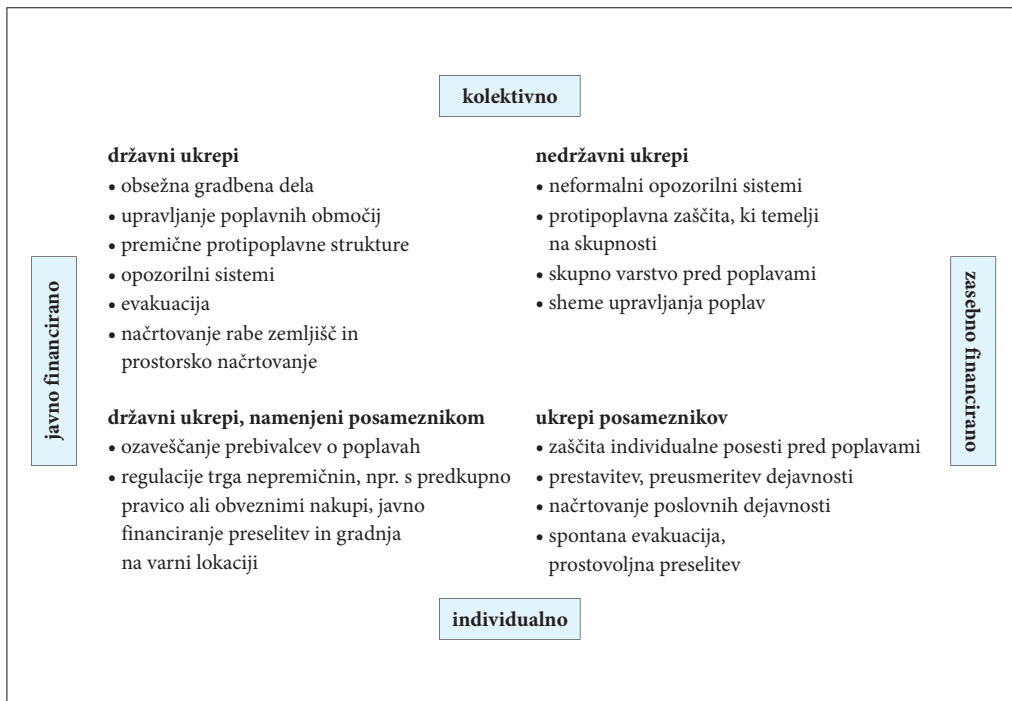 kolektivno
državni ukrepi
• obsežna gradbena dela
• upravljanje poplavnih območij
• premične protipoplavne strukture
• opozorilni sistemi
• evakuacija
• načrtovanje rabe zemljišč in
prostorsko načrtovanje
nedržavni ukrepi
• neformalni opozorilni sistemi
• protipoplavna zaščita, ki temelji
na skupnosti
• skupno varstvo pred poplavami
• sheme upravljanja poplav
javno financirano
zasebno financirano
državni ukrepi, namenjeni posameznikom
• ozaveščanje prebivalcev o poplavah
• regulacije trga nepremičnin, npr. s predkupno
pravico ali obveznimi nakupi, javno
financiranje preselitev in gradnja
na varni lokaciji
ukrepi posameznikov
• zaščita individualne posesti pred poplavami
• prestavitev, preusmeritev dejavnosti
• načrtovanje poslovnih dejavnosti
• spontana evakuacija,
prostovoljna preselitev
individualno